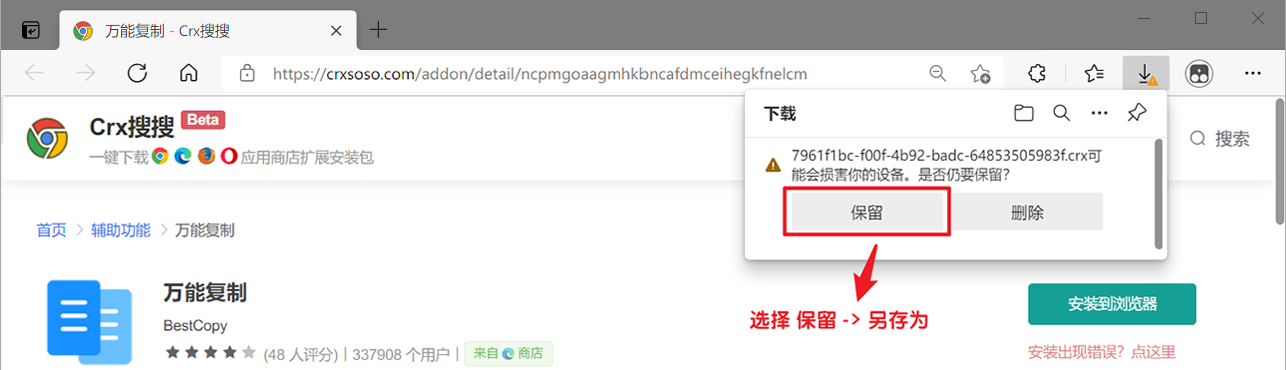 万能复制 - Crx搜搜
https://crxsoso.com/addon/detail/ncpmgoaagmhkbncafdmceihegkfnelcm
下载
7961f1bc-f00f-4b92-badc-64853505983f.crx可
能会损害你的设备。是否仍要保留?
保留
删除
选择 保留 -> 另存为
Crx搜搜 Beta
一键下载 应用商店扩展安装包
搜索
首页 > 辅助功能 > 万能复制
万能复制
BestCopy
(48 人评分) | 337908 个用户 | 来自 商店
安装到浏览器
安装出现错误? 点这里